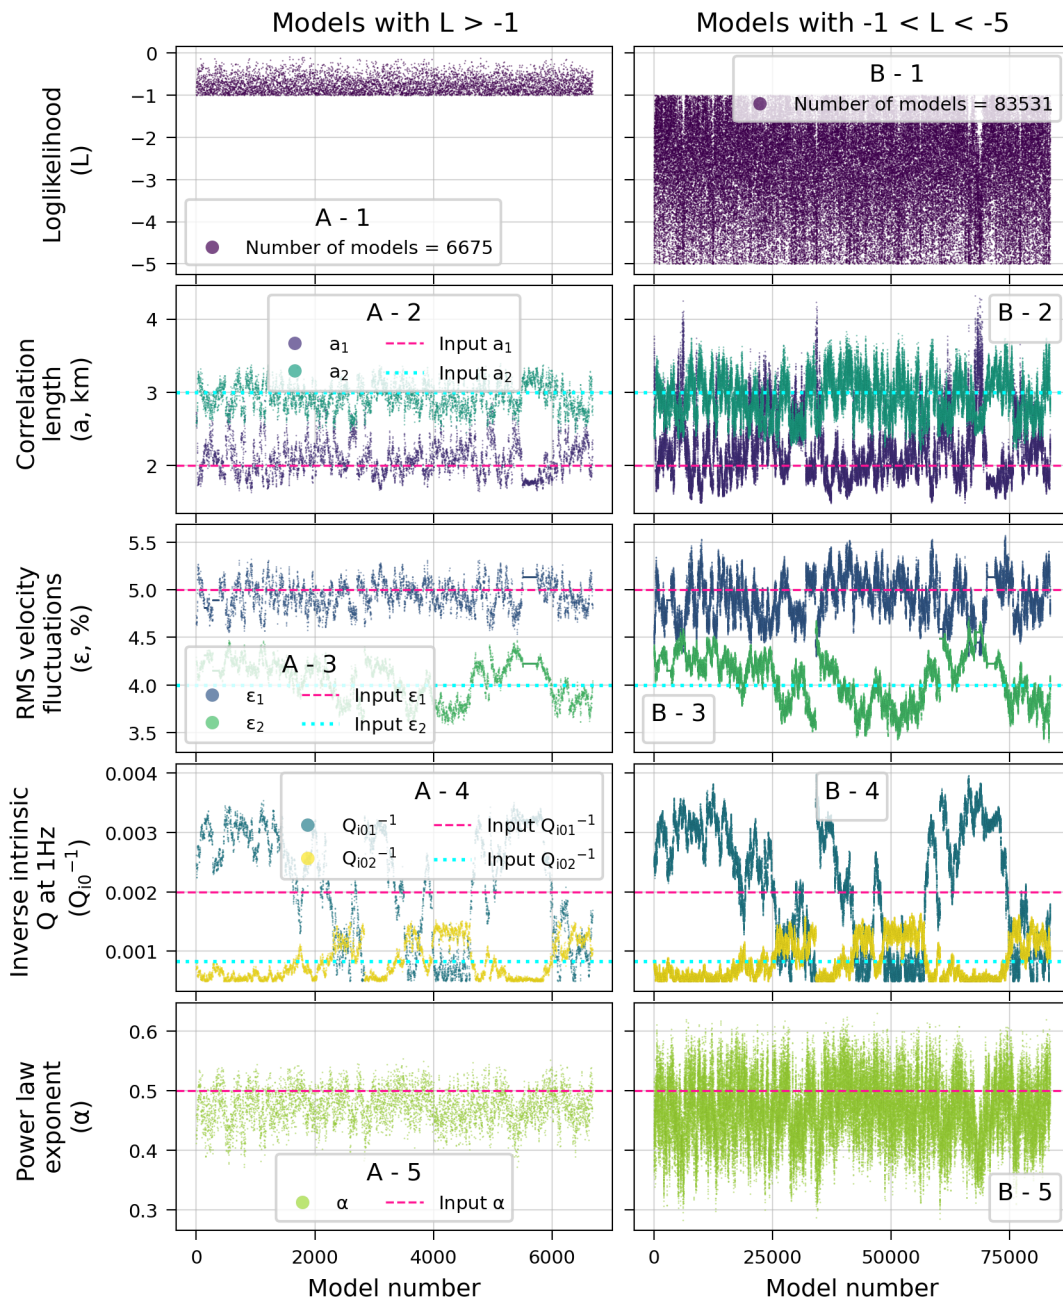 Models with L > -1
Models with -1 < L < -5
Loglikelihood
(L)
0
−1
−2
−3
−4
−5
A - 1
Number of models = 6675
B - 1
Number of models = 83531
Correlation
length
(a, km)
4
3
2
A - 2
a₁
Input a₁
a₂
Input a₂
B - 2
RMS velocity
fluctuations
(ε, %)
5.5
5.0
4.5
4.0
3.5
A - 3
ε₁
Input ε₁
ε₂
Input ε₂
B - 3
Inverse intrinsic
Q at 1Hz
(Qᵢ₀⁻¹)
0.004
0.003
0.002
0.001
A - 4
Qᵢ₀₁⁻¹
Input Qᵢ₀₁⁻¹
Qᵢ₀₂⁻¹
Input Qᵢ₀₂⁻¹
B - 4
Power law
exponent
(α)
0.6
0.5
0.4
0.3
A - 5
α
Input α
B - 5
0
2000
4000
6000
0
25000
50000
75000
Model number
Model number